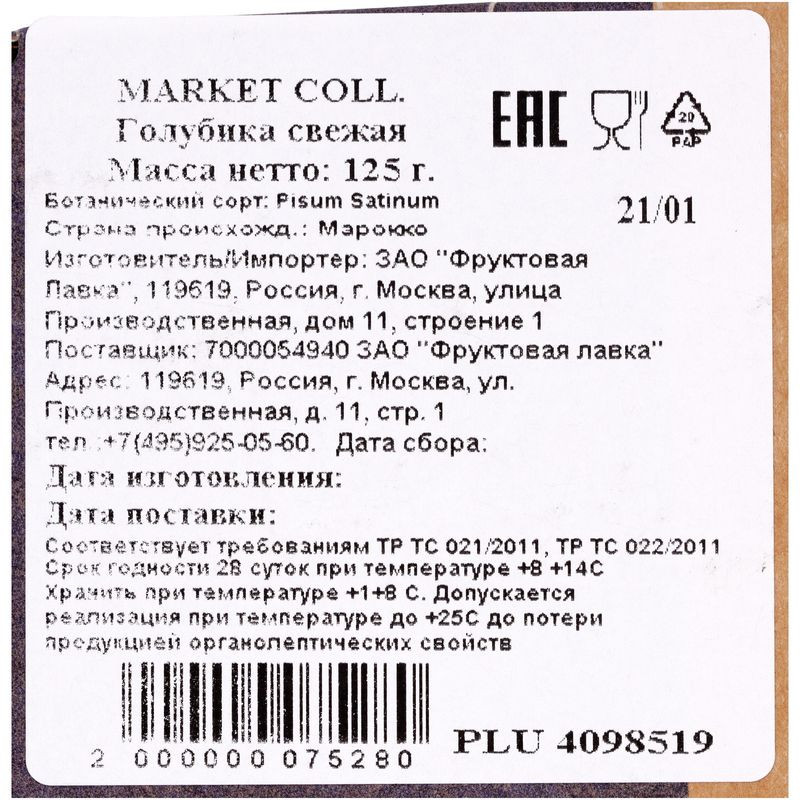 MARKET COLL.
Голубика свежая
Масса нетто: 125 г.
EAC
20
PAP
21/01
Ботанический сорт: Pisum Satinum
Страна происхожд.: Марокко
Изготовитель/Импортер: ЗАО "Фруктовая
Лавка", 119619, Россия, г. Москва, улица
Производственная, дом 11, строение 1
Поставщик: 7000054940 ЗАО "Фруктовая лавка"
Адрес: 119619, Россия, г. Москва, ул.
Производственная, д. 11, стр. 1
тел.:+7(495)925-05-60. Дата сбора:
Дата изготовления:
Дата поставки:
Соответствует требованиям ТР ТС 021/2011, ТР ТС 022/2011
Срок годности 28 суток при температуре +8 +14С
Хранить при температуре +1+8 С. Допускается
реализация при температуре до +25С до потери
продукцией органолептических свойств
2 000000 075280
PLU 4098519